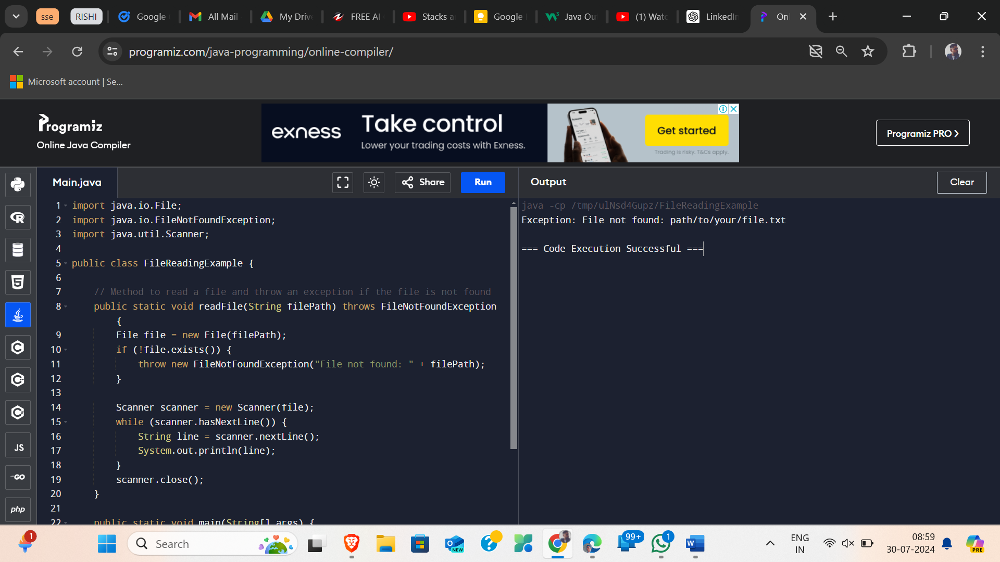 sse
RISHI
Google
All Mail
My Driv
FREE AI
Stacks a
Google
Java Ou
(1) Watc
LinkedIn
On
programiz.com/java-programming/online-compiler/
Microsoft account | Se...
Programiz
Online Java Compiler
exness
Take control
Lower your trading costs with Exness.
Get started
Trading is risky. T&Cs apply.
Programiz PRO ›
Main.java
Share
Run
Output
Clear
1 import java.io.File;
2 import java.io.FileNotFoundException;
3 import java.util.Scanner;
4
5 public class FileReadingExample {
6
7 // Method to read a file and throw an exception if the file is not found
8 public static void readFile(String filePath) throws FileNotFoundException
{
9 File file = new File(filePath);
10 if (!file.exists()) {
11 throw new FileNotFoundException("File not found: " + filePath);
12 }
13
14 Scanner scanner = new Scanner(file);
15 while (scanner.hasNextLine()) {
16 String line = scanner.nextLine();
17 System.out.println(line);
18 }
19 scanner.close();
20 }
21
22 public static void main(String[] args) {
java -cp /tmp/ulNsd4Gupz/FileReadingExample
Exception: File not found: path/to/your/file.txt
=== Code Execution Successful ===
JS
GO
php
1
Search
NEW
99+
1
W
ENG
IN
08:59
30-07-2024
PRE